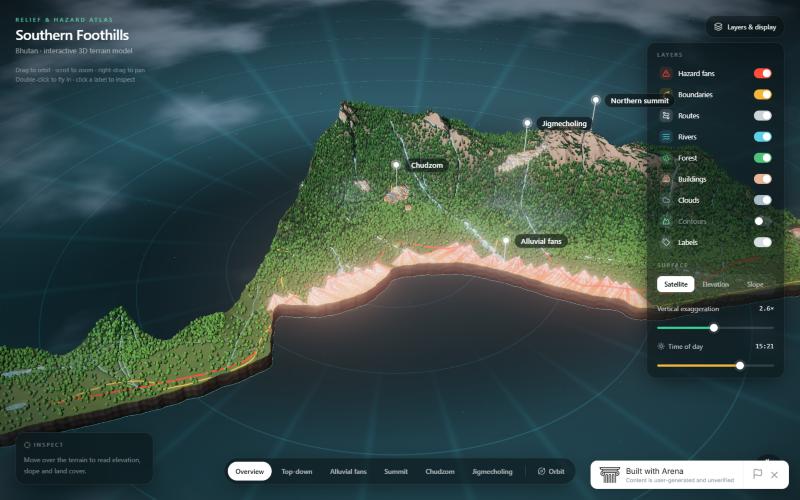 RELIEF & HAZARD ATLAS
Southern Foothills
Bhutan · interactive 3D terrain model
Drag to orbit · scroll to zoom · right-drag to pan
Double-click to fly in · click a label to inspect
Layers & display
LAYERS
Hazard fans
Boundaries
Routes
Rivers
Forest
Buildings
Clouds
Contours
Labels
SURFACE
Satellite
Elevation
Slope
Vertical exaggeration
2.6×
Time of day
15:21
Northern summit
Jigmecholing
Chudzom
Alluvial fans
INSPECT
Move over the terrain to read elevation,
slope and land cover.
Overview
Top-down
Alluvial fans
Summit
Chudzom
Jigmecholing
Orbit
Built with Arena
Content is user-generated and unverified